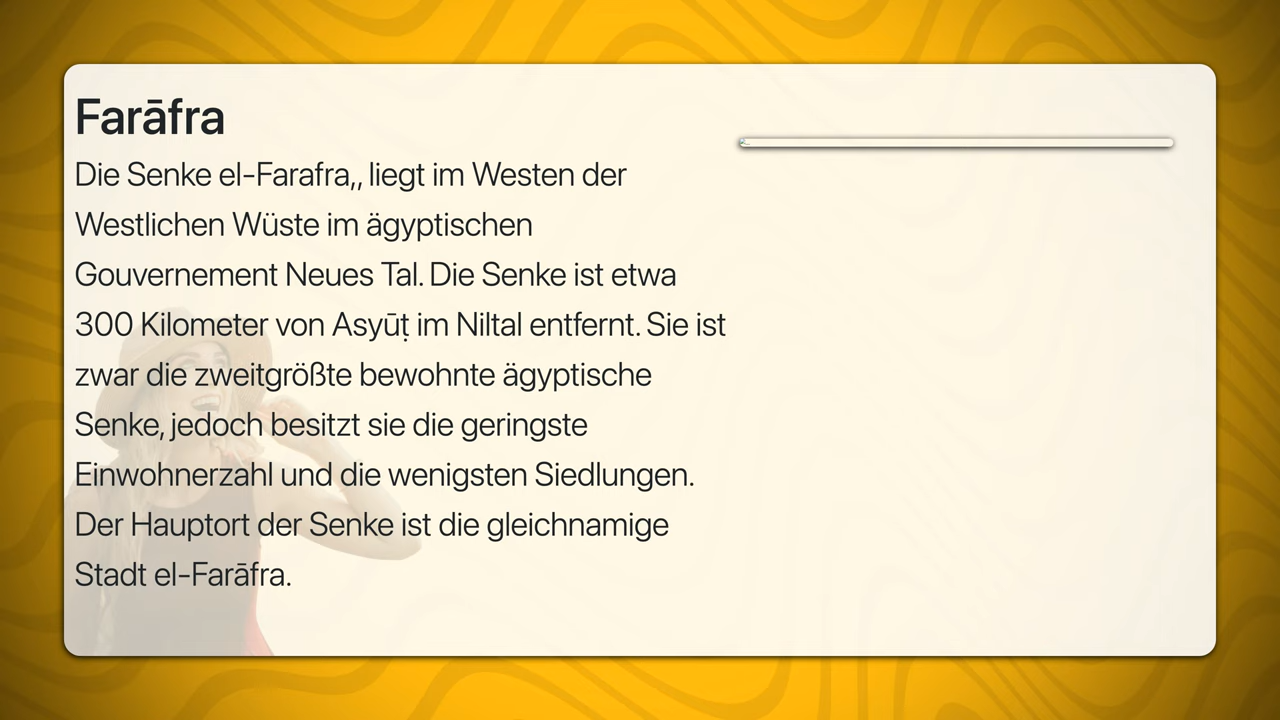 Farāfra
Die Senke el-Farafra,, liegt im Westen der
Westlichen Wüste im ägyptischen
Gouvernement Neues Tal. Die Senke ist etwa
300 Kilometer von Asyūṭ im Niltal entfernt. Sie ist
zwar die zweitgrößte bewohnte ägyptische
Senke, jedoch besitzt sie die geringste
Einwohnerzahl und die wenigsten Siedlungen.
Der Hauptort der Senke ist die gleichnamige
Stadt el-Farāfra.